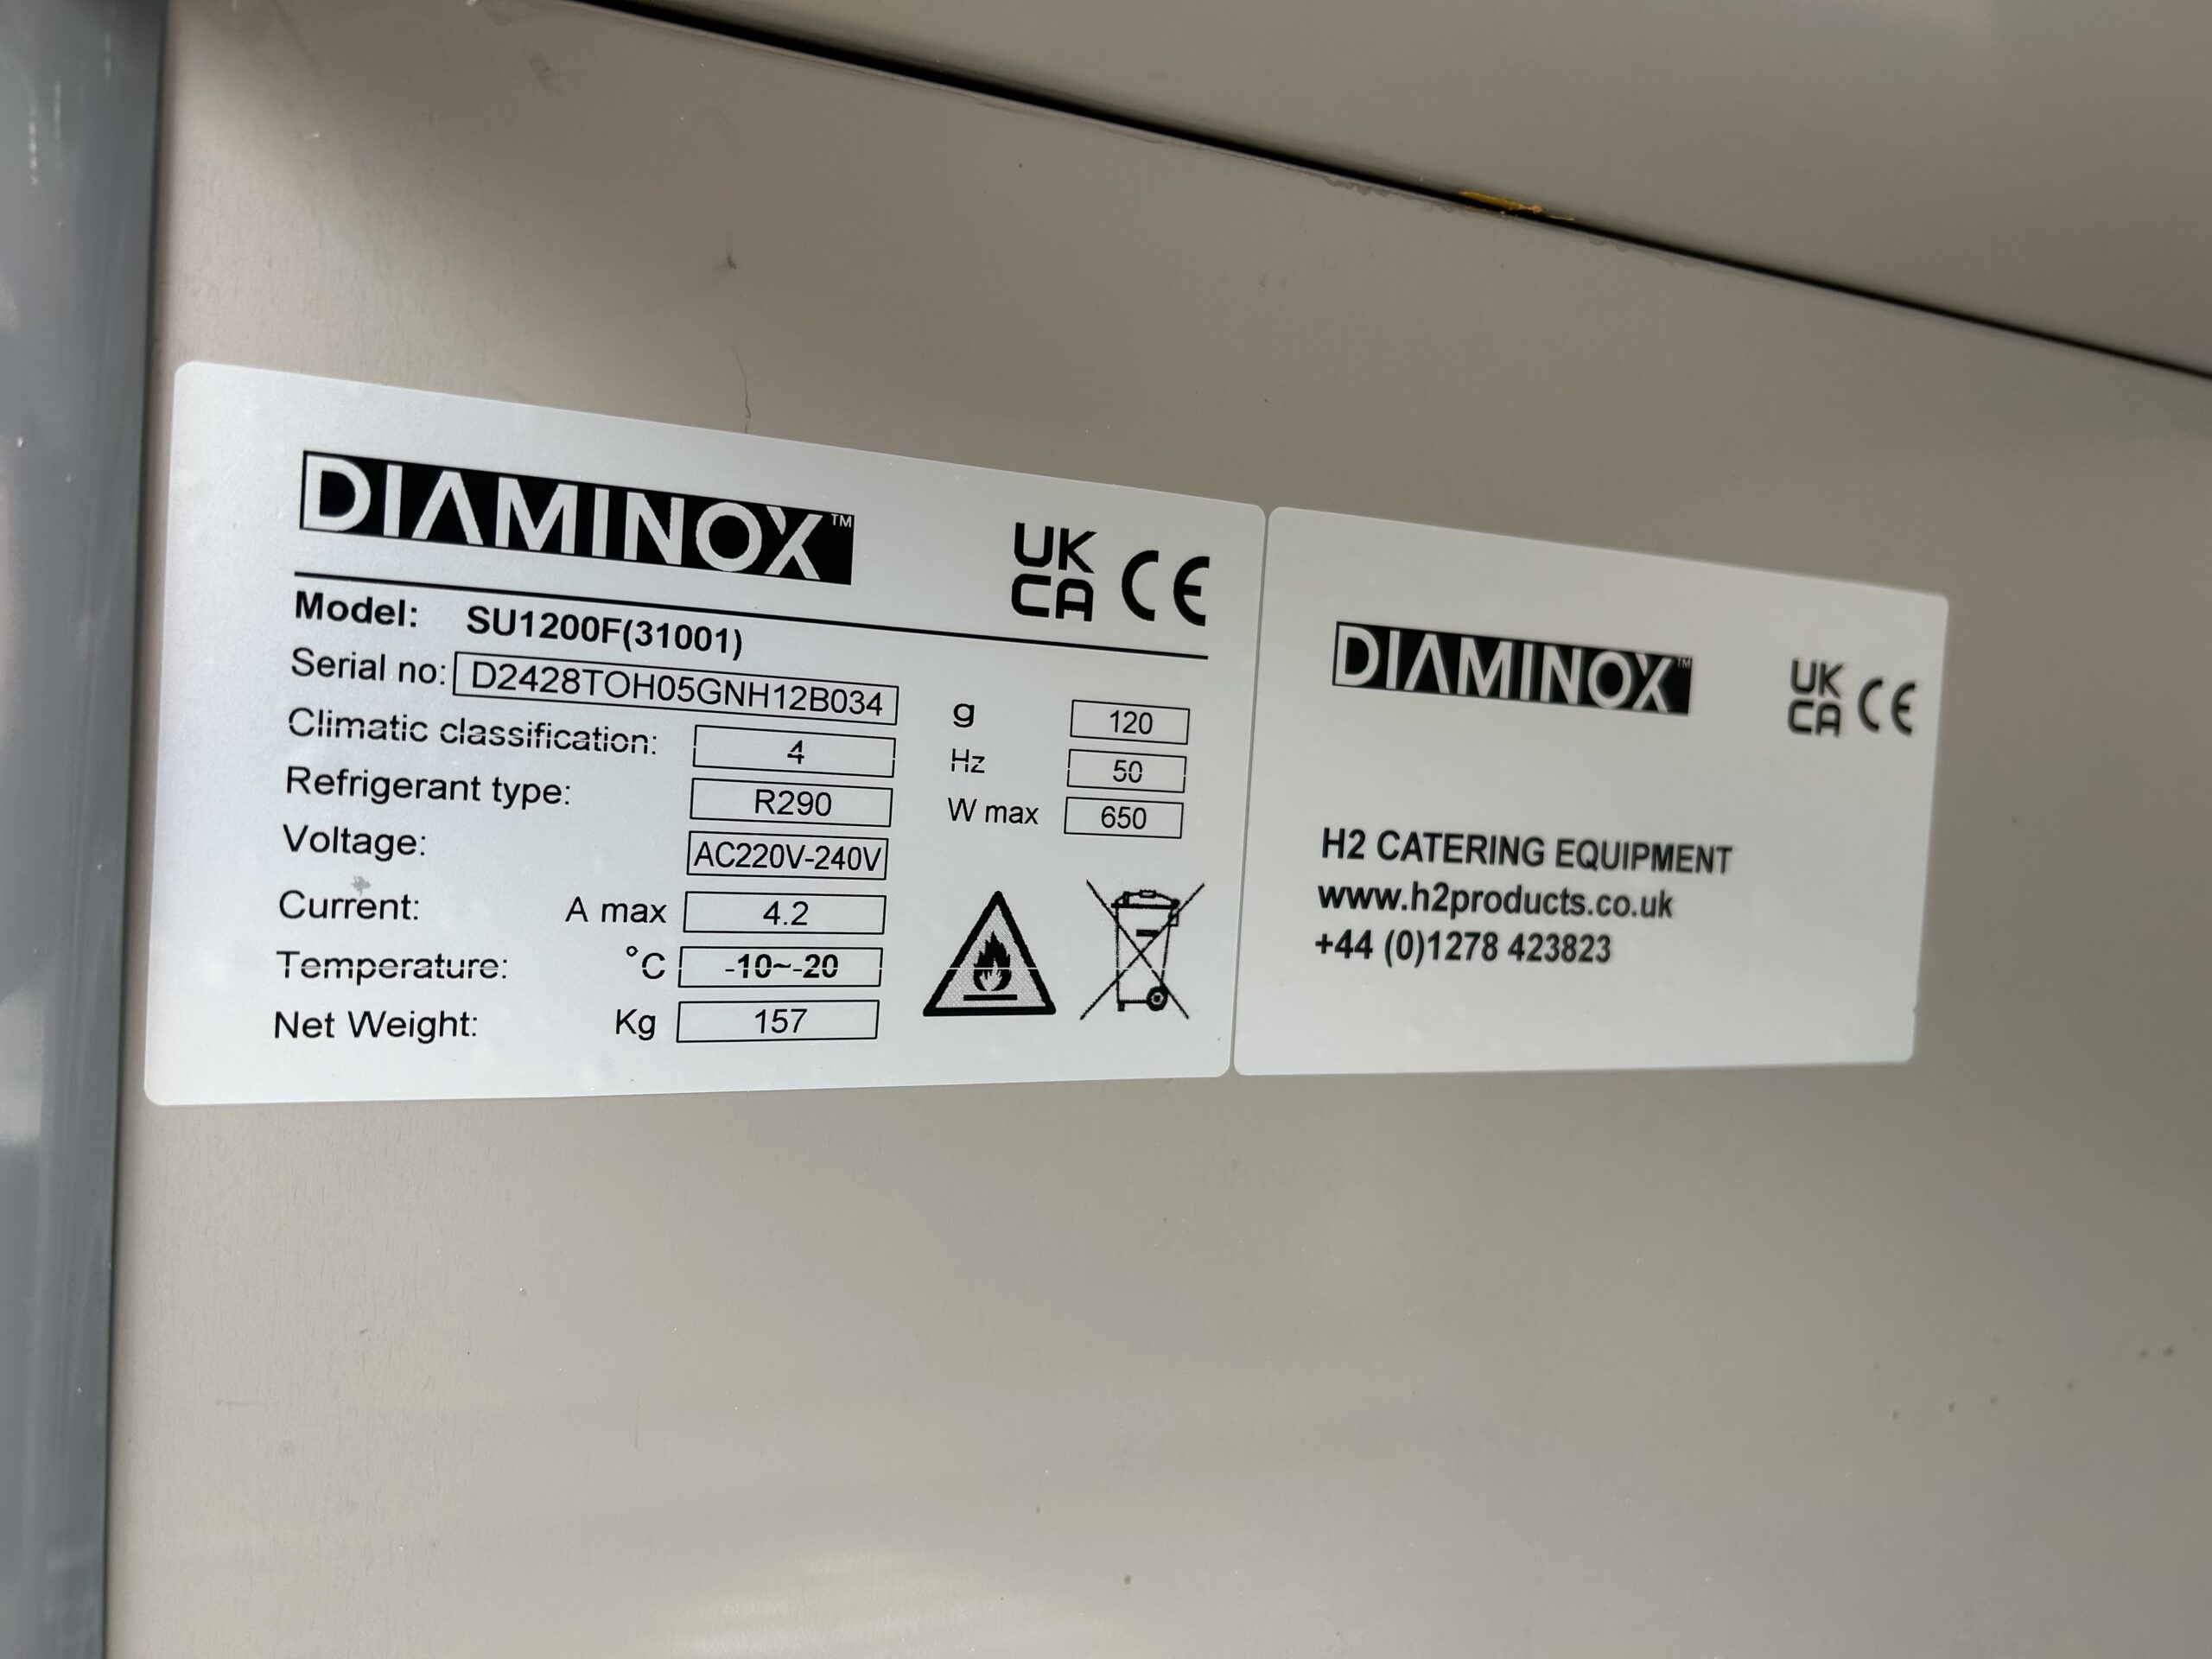 DIAMINOX™
UK
CA CE
Model: SU1200F(31001)
Serial no: D2428TOH05GNH12B034 g 120
Climatic classification: 4 Hz 50
Refrigerant type: R290 W max 650
Voltage: AC220V-240V
Current: A max 4.2
Temperature: °C -10~-20
Net Weight: Kg 157
DIAMINOX™
UK
CA CE
H2 CATERING EQUIPMENT
www.h2products.co.uk
+44 (0)1278 423823